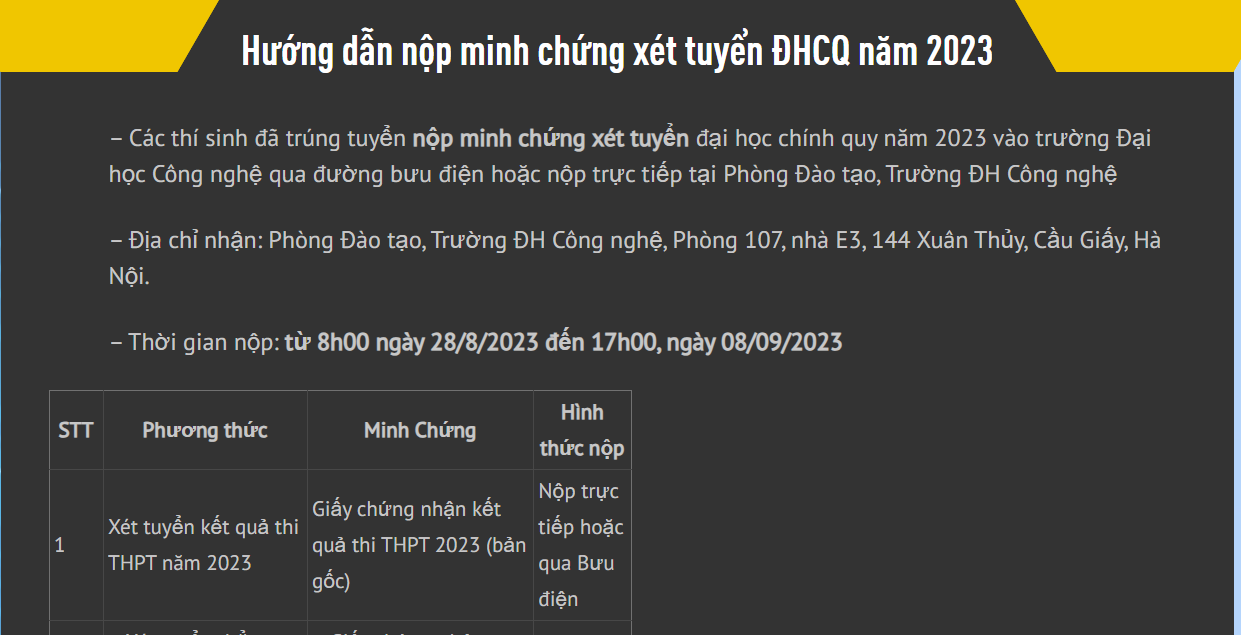 Hướng dẫn nộp minh chứng xét tuyển ĐHCQ năm 2023
– Các thí sinh đã trúng tuyển nộp minh chứng xét tuyển đại học chính quy năm 2023 vào trường Đại
học Công nghệ qua đường bưu điện hoặc nộp trực tiếp tại Phòng Đào tạo, Trường ĐH Công nghệ
– Địa chỉ nhận: Phòng Đào tạo, Trường ĐH Công nghệ, Phòng 107, nhà E3, 144 Xuân Thủy, Cầu Giấy, Hà
Nội.
– Thời gian nộp: từ 8h00 ngày 28/8/2023 đến 17h00, ngày 08/09/2023
STT
Phương thức
Minh Chứng
Hình
thức nộp
1
Xét tuyển kết quả thi
THPT năm 2023
Giấy chứng nhận kết
quả thi THPT 2023 (bản
gốc)
Nộp trực
tiếp hoặc
qua Bưu
điện